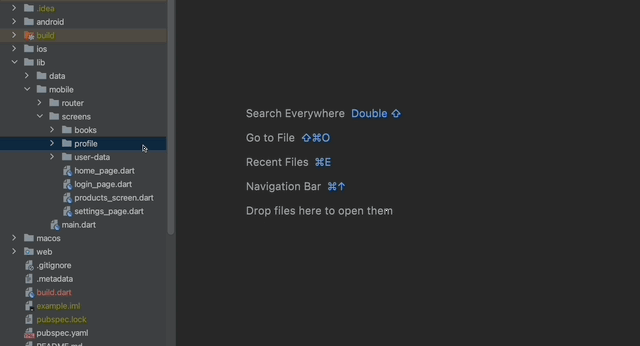 .idea
android
build
ios
lib
data
mobile
router
screens
books
profile
user-data
home_page.dart
login_page.dart
products_screen.dart
settings_page.dart
main.dart
macos
web
.gitignore
.metadata
build.dart
example.iml
pubspec.lock
pubspec.yaml
README.md
Search Everywhere Double ⇧
Go to File ⇧⌘O
Recent Files ⌘E
Navigation Bar ⌘↑
Drop files here to open them